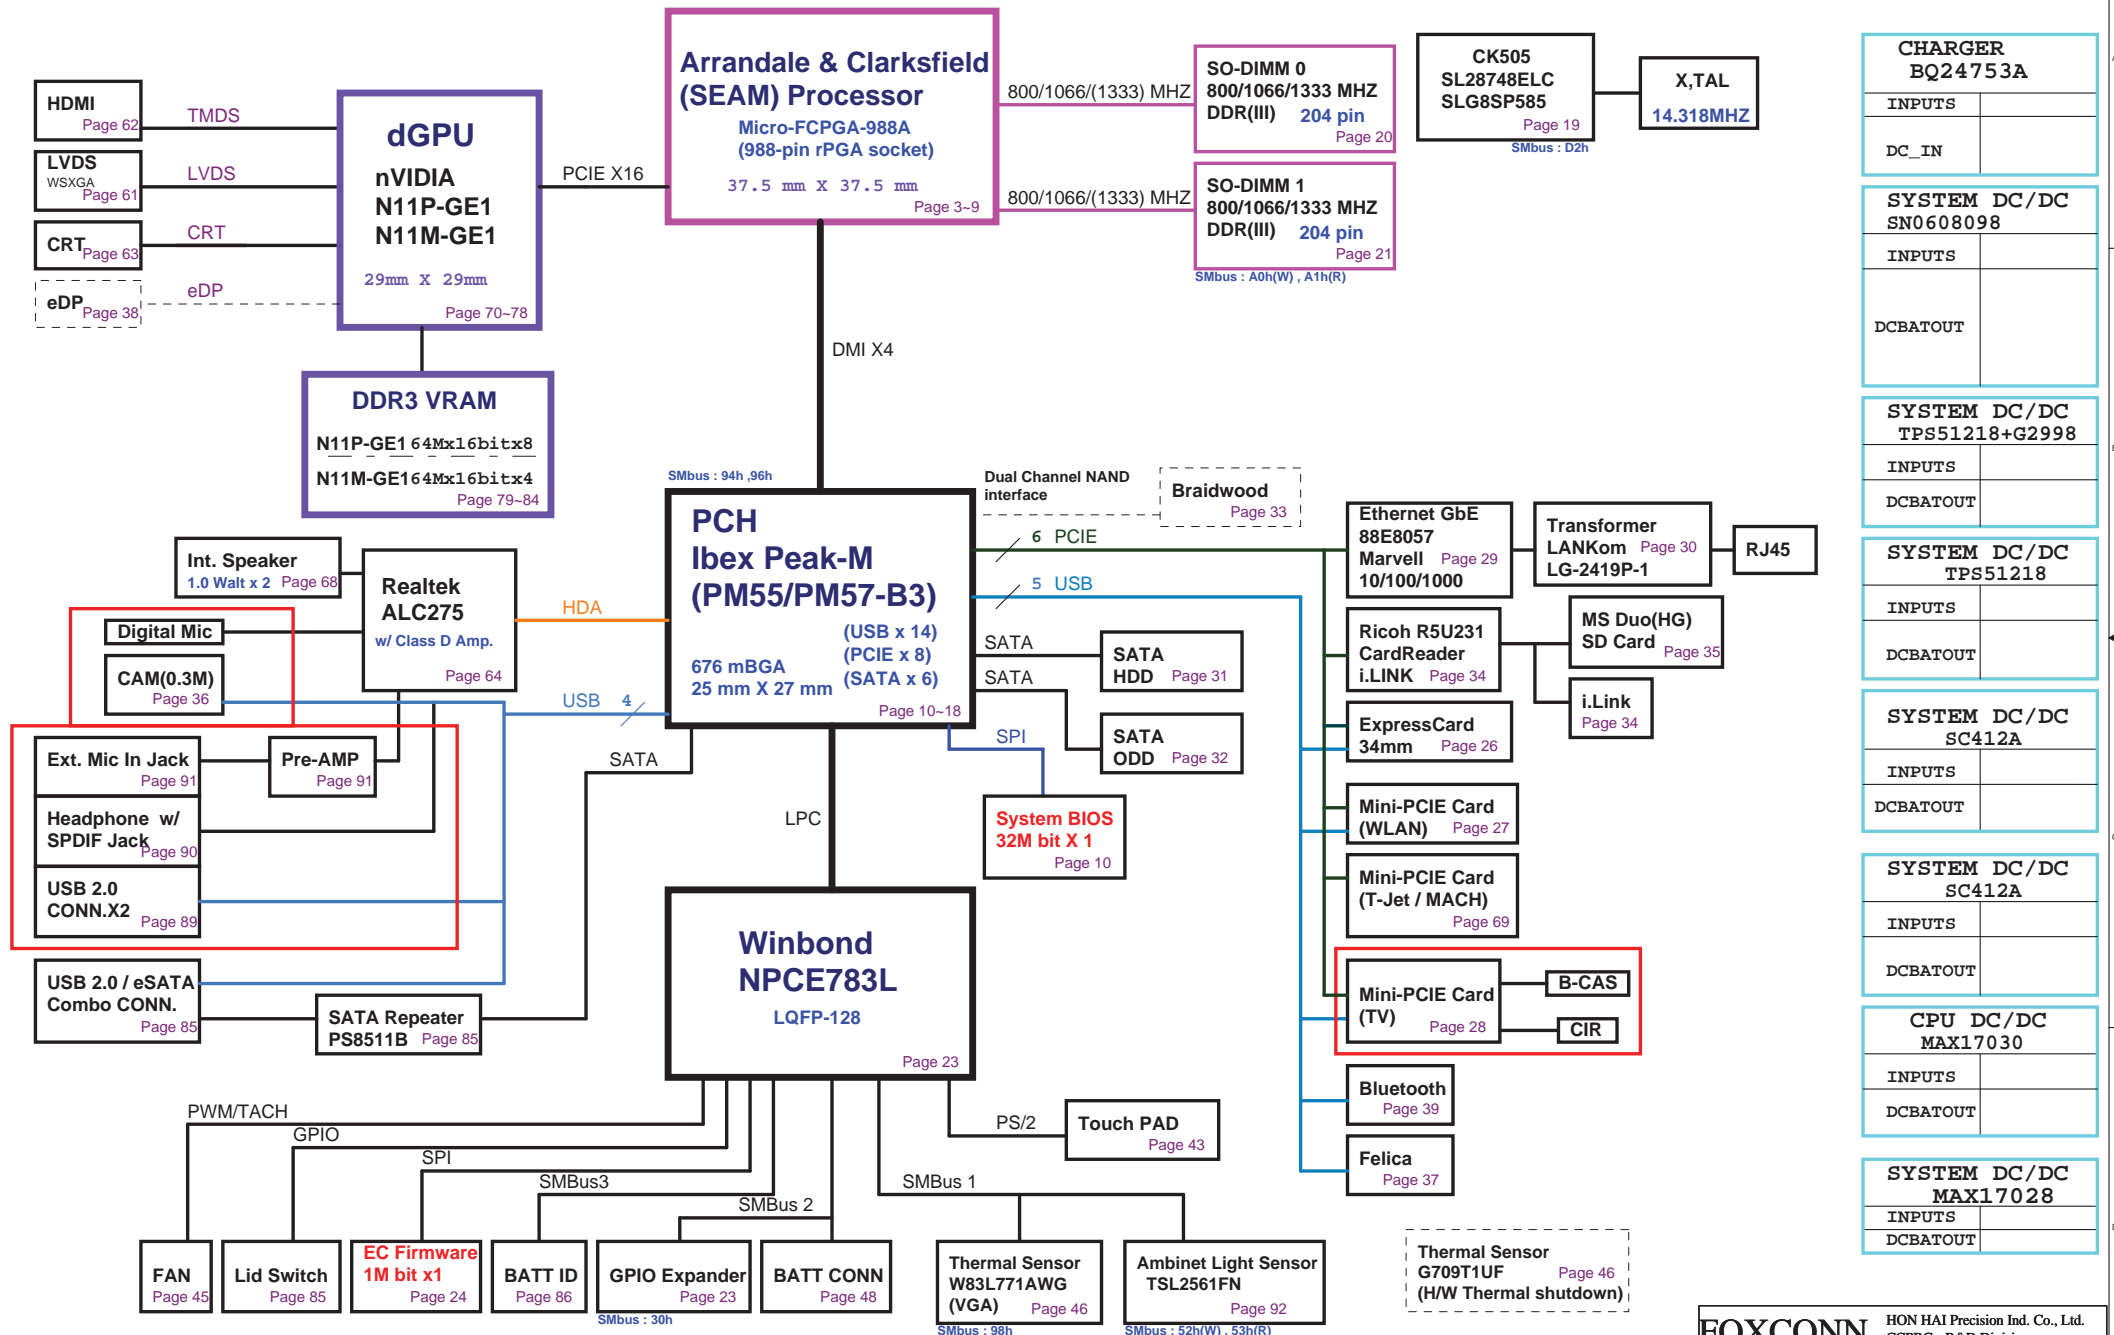 Arrandale & Clarksfield
(SEAM) Processor
Micro-FCPGA-988A
(988-pin rPGA socket)
37.5 mm X 37.5 mm
Page 3~9
HDMI
Page 62
TMDS
LVDS
WSXGA
Page 61
LVDS
CRT
Page 63
CRT
eDP
Page 38
eDP
dGPU
nVIDIA
N11P-GE1
N11M-GE1
29mm X 29mm
Page 70~78
PCIE X16
800/1066/(1333) MHZ
SO-DIMM 0
800/1066/1333 MHZ
DDR(III) 204 pin
Page 20
800/1066/(1333) MHZ
SO-DIMM 1
800/1066/1333 MHZ
DDR(III) 204 pin
Page 21
SMbus : A0h(W) , A1h(R)
CK505
SL28748ELC
SLG8SP585
Page 19
SMbus : D2h
X,TAL
14.318MHZ
DMI X4
DDR3 VRAM
N11P-GE1 64Mx16bitx8
N11M-GE1 64Mx16bitx4
Page 79~84
SMbus : 94h ,96h
PCH
Ibex Peak-M
(PM55/PM57-B3)
(USB x 14)
(PCIE x 8)
(SATA x 6)
676 mBGA
25 mm X 27 mm
Page 10~18
Dual Channel NAND
interface
Braidwood
Page 33
6 PCIE
5 USB
Int. Speaker
1.0 Walt x 2 Page 68
Realtek
ALC275
w/ Class D Amp.
Page 64
HDA
Digital Mic
CAM(0.3M)
Page 36
USB 4
Ext. Mic In Jack
Page 91
Pre-AMP
Page 91
Headphone w/
SPDIF Jack
Page 90
USB 2.0
CONN.X2
Page 89
USB 2.0 / eSATA
Combo CONN.
Page 85
SATA Repeater
PS8511B Page 85
SATA
LPC
SPI
System BIOS
32M bit X 1
Page 10
SATA
SATA
HDD Page 31
SATA
SATA
ODD Page 32
Ethernet GbE
88E8057
Marvell Page 29
10/100/1000
Transformer
LANKom Page 30
LG-2419P-1
RJ45
Ricoh R5U231
CardReader
i.LINK Page 34
MS Duo(HG)
SD Card Page 35
i.Link
Page 34
ExpressCard
34mm Page 26
Mini-PCIE Card
(WLAN) Page 27
Mini-PCIE Card
(T-Jet / MACH)
Page 69
Mini-PCIE Card
(TV) Page 28
B-CAS
CIR
Bluetooth
Page 39
Felica
Page 37
Winbond
NPCE783L
LQFP-128
Page 23
PWM/TACH
GPIO
SPI
SMBus3
SMBus 2
SMBus 1
PS/2
Touch PAD
Page 43
FAN
Page 45
Lid Switch
Page 85
EC Firmware
1M bit x1
Page 24
BATT ID
Page 86
GPIO Expander
Page 23
SMbus : 30h
BATT CONN
Page 48
Thermal Sensor
W83L771AWG
(VGA) Page 46
SMbus : 98h
Ambinet Light Sensor
TSL2561FN
Page 92
SMbus : 52h(W) , 53h(R)
Thermal Sensor
G709T1UF Page 46
(H/W Thermal shutdown)
CHARGER
BQ24753A
INPUTS
DC_IN
SYSTEM DC/DC
SN0608098
INPUTS
DCBATOUT
SYSTEM DC/DC
TPS51218+G2998
INPUTS
DCBATOUT
SYSTEM DC/DC
TPS51218
INPUTS
DCBATOUT
SYSTEM DC/DC
SC412A
INPUTS
DCBATOUT
SYSTEM DC/DC
SC412A
INPUTS
DCBATOUT
CPU DC/DC
MAX17030
INPUTS
DCBATOUT
SYSTEM DC/DC
MAX17028
INPUTS
DCBATOUT
FOXCONN
HON HAI Precision Ind. Co., Ltd.